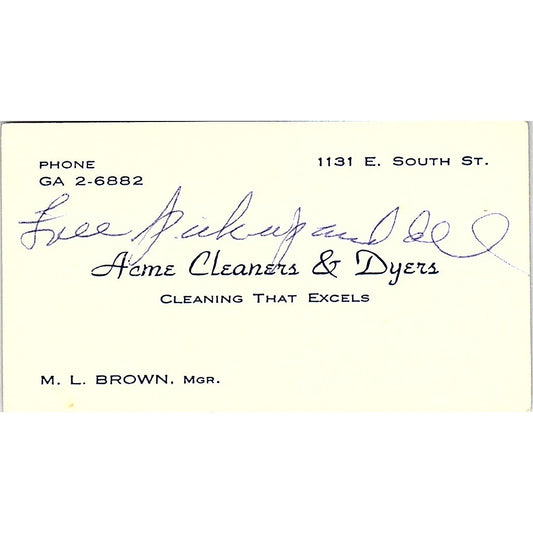 PHONE
GA 2-6882
1131 E. SOUTH ST.
Free Pickup and Del
Acme Cleaners & Dyers
CLEANING THAT EXCELS
M. L. BROWN, MGR.